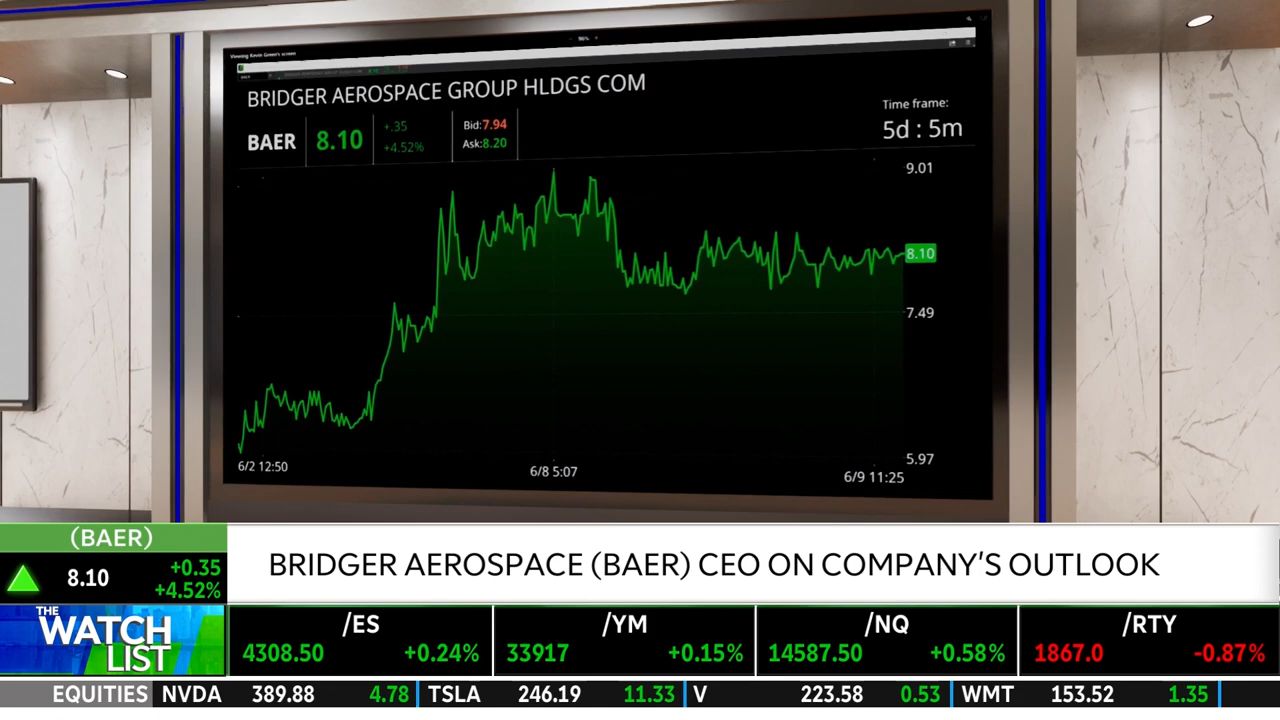 Viewing Kevin Green's screen
BRIDGER AEROSPACE GROUP HLDGS COM
BAER
8.10
+.35
+4.52%
Bid:7.94
Ask:8.20
Time frame:
5d : 5m
9.01
8.10
7.49
5.97
6/2 12:50
6/8 5:07
6/9 11:25
(BAER)
8.10
+0.35
+4.52%
BRIDGER AEROSPACE (BAER) CEO ON COMPANY'S OUTLOOK
THE
WATCH
LIST
/ES
4308.50 +0.24%
/YM
33917 +0.15%
/NQ
14587.50 +0.58%
/RTY
1867.0 -0.87%
EQUITIES NVDA 389.88 4.78 TSLA 246.19 11.33 V 223.58 0.53 WMT 153.52 1.35